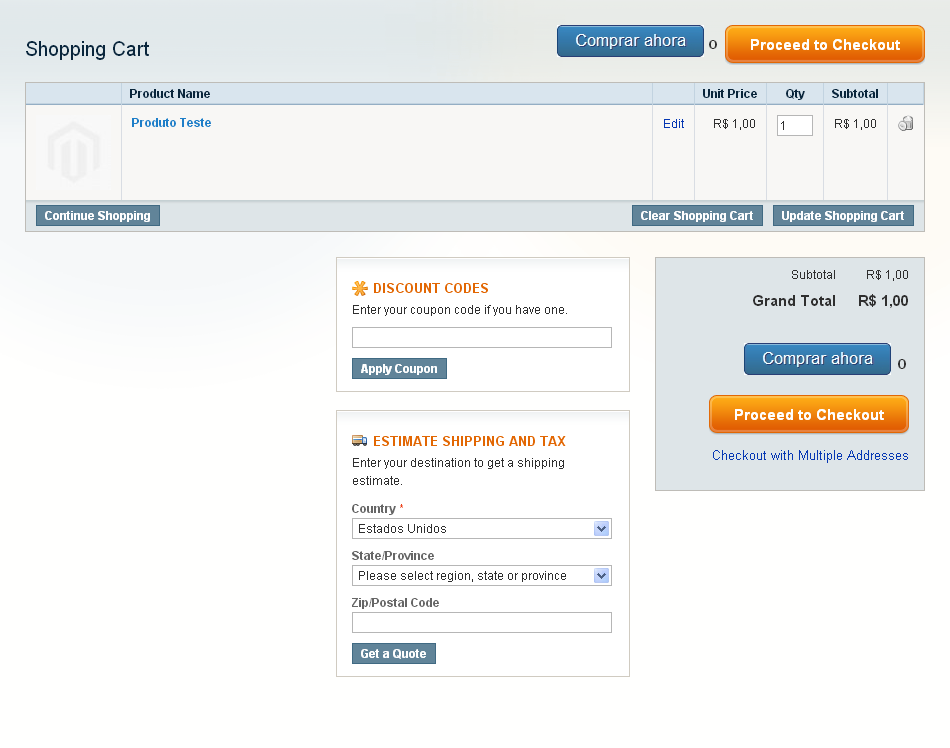 Shopping Cart
Comprar ahora o Proceed to Checkout
Product Name Unit Price Qty Subtotal
Produto Teste Edit R$ 1,00 1 R$ 1,00
Continue Shopping Clear Shopping Cart Update Shopping Cart
DISCOUNT CODES
Enter your coupon code if you have one.
Apply Coupon
ESTIMATE SHIPPING AND TAX
Enter your destination to get a shipping
estimate.
Country *
Estados Unidos
State/Province
Please select region, state or province
Zip/Postal Code
Get a Quote
Subtotal R$ 1,00
Grand Total R$ 1,00
Comprar ahora o
Proceed to Checkout
Checkout with Multiple Addresses